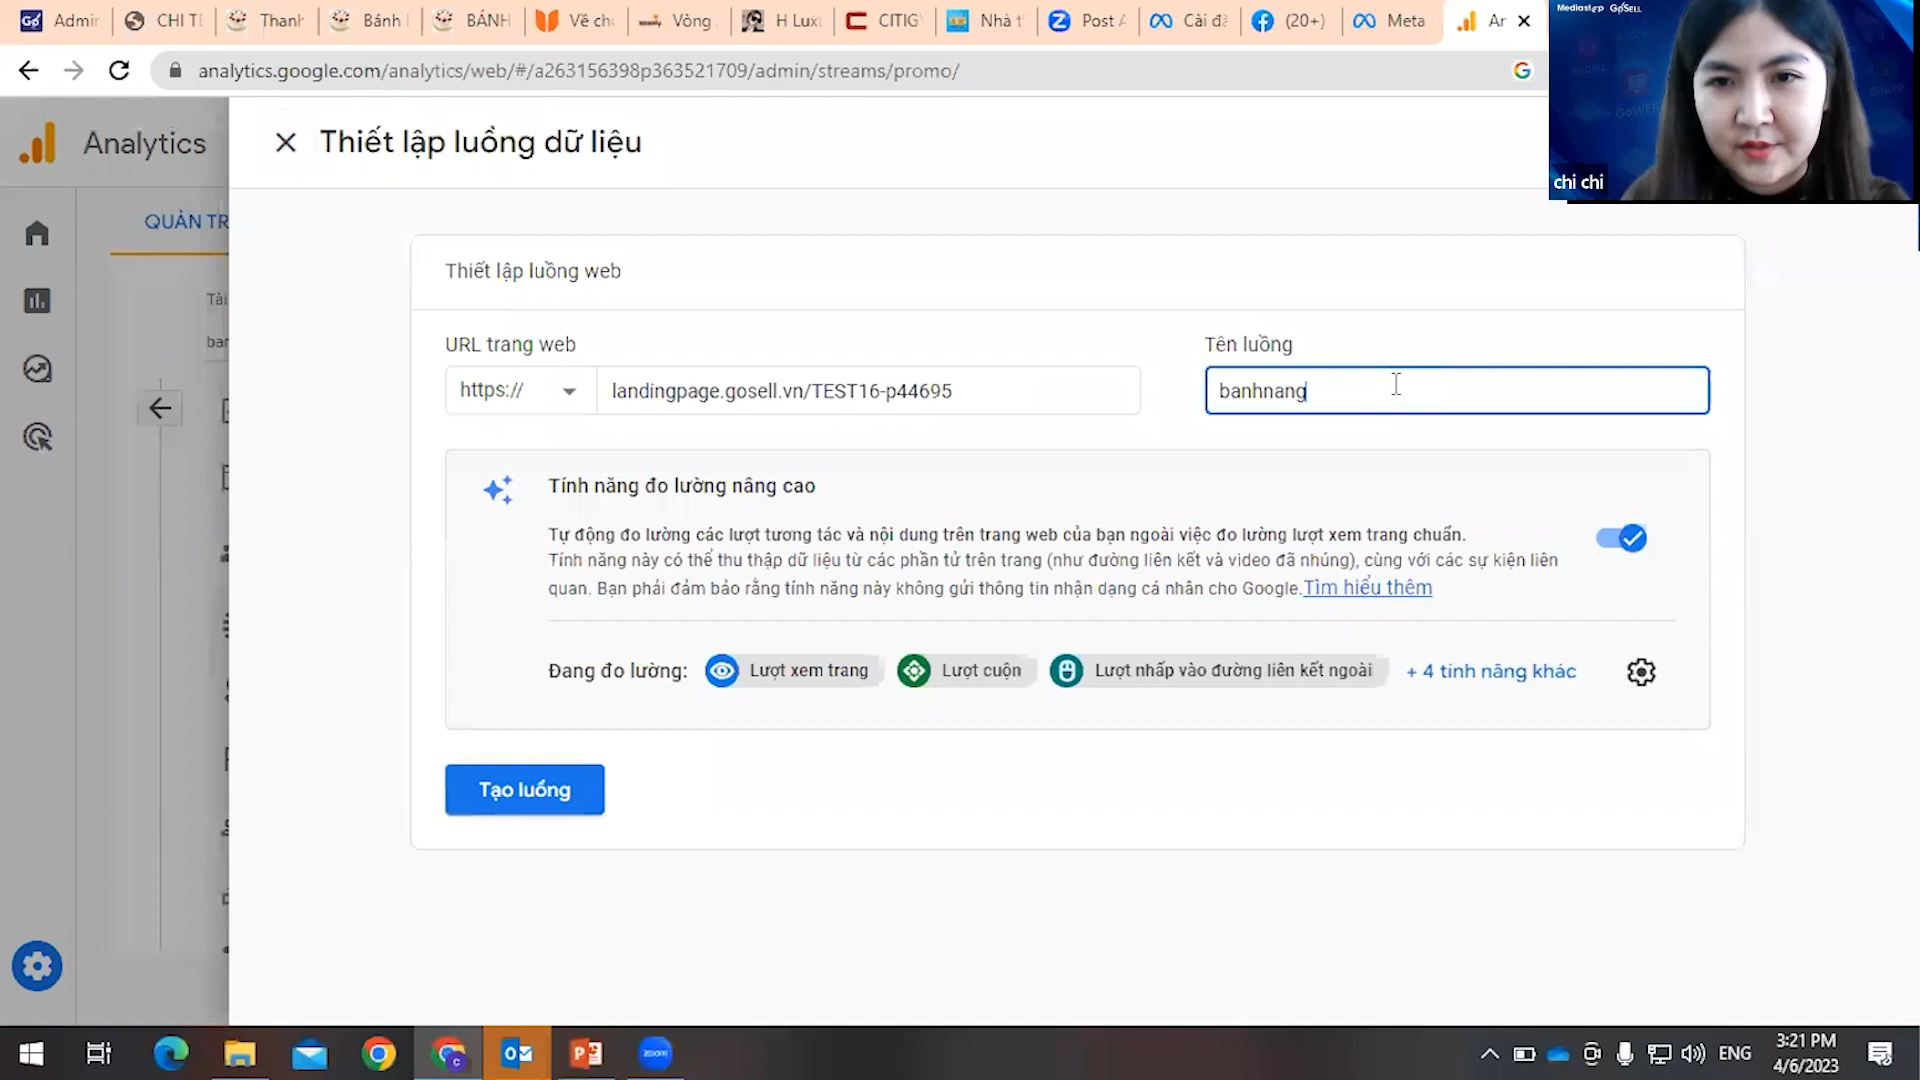 Admir
CHI TI
Thanh
Bánh
BÁNH
Về chu
Vòng
H Lux
CITIG
Nhà t
Post A
Cài đặ
(20+)
Meta
Ar
Mediastep GoSELL
analytics.google.com/analytics/web/#/a263156398p363521709/admin/streams/promo/
chi chi
Analytics
Thiết lập luồng dữ liệu
QUẢN TR
Tài
bar
Thiết lập luồng web
URL trang web
Tên luồng
https://
landingpage.gosell.vn/TEST16-p44695
banhnang
Tính năng đo lường nâng cao
Tự động đo lường các lượt tương tác và nội dung trên trang web của bạn ngoài việc đo lường lượt xem trang chuẩn.
Tính năng này có thể thu thập dữ liệu từ các phần tử trên trang (như đường liên kết và video đã nhúng), cùng với các sự kiện liên
quan. Bạn phải đảm bảo rằng tính năng này không gửi thông tin nhận dạng cá nhân cho Google.Tìm hiểu thêm
Đang đo lường:
Lượt xem trang
Lượt cuộn
Lượt nhấp vào đường liên kết ngoài
+ 4 tính năng khác
Tạo luồng
zoom
ENG
3:21 PM
4/6/2023